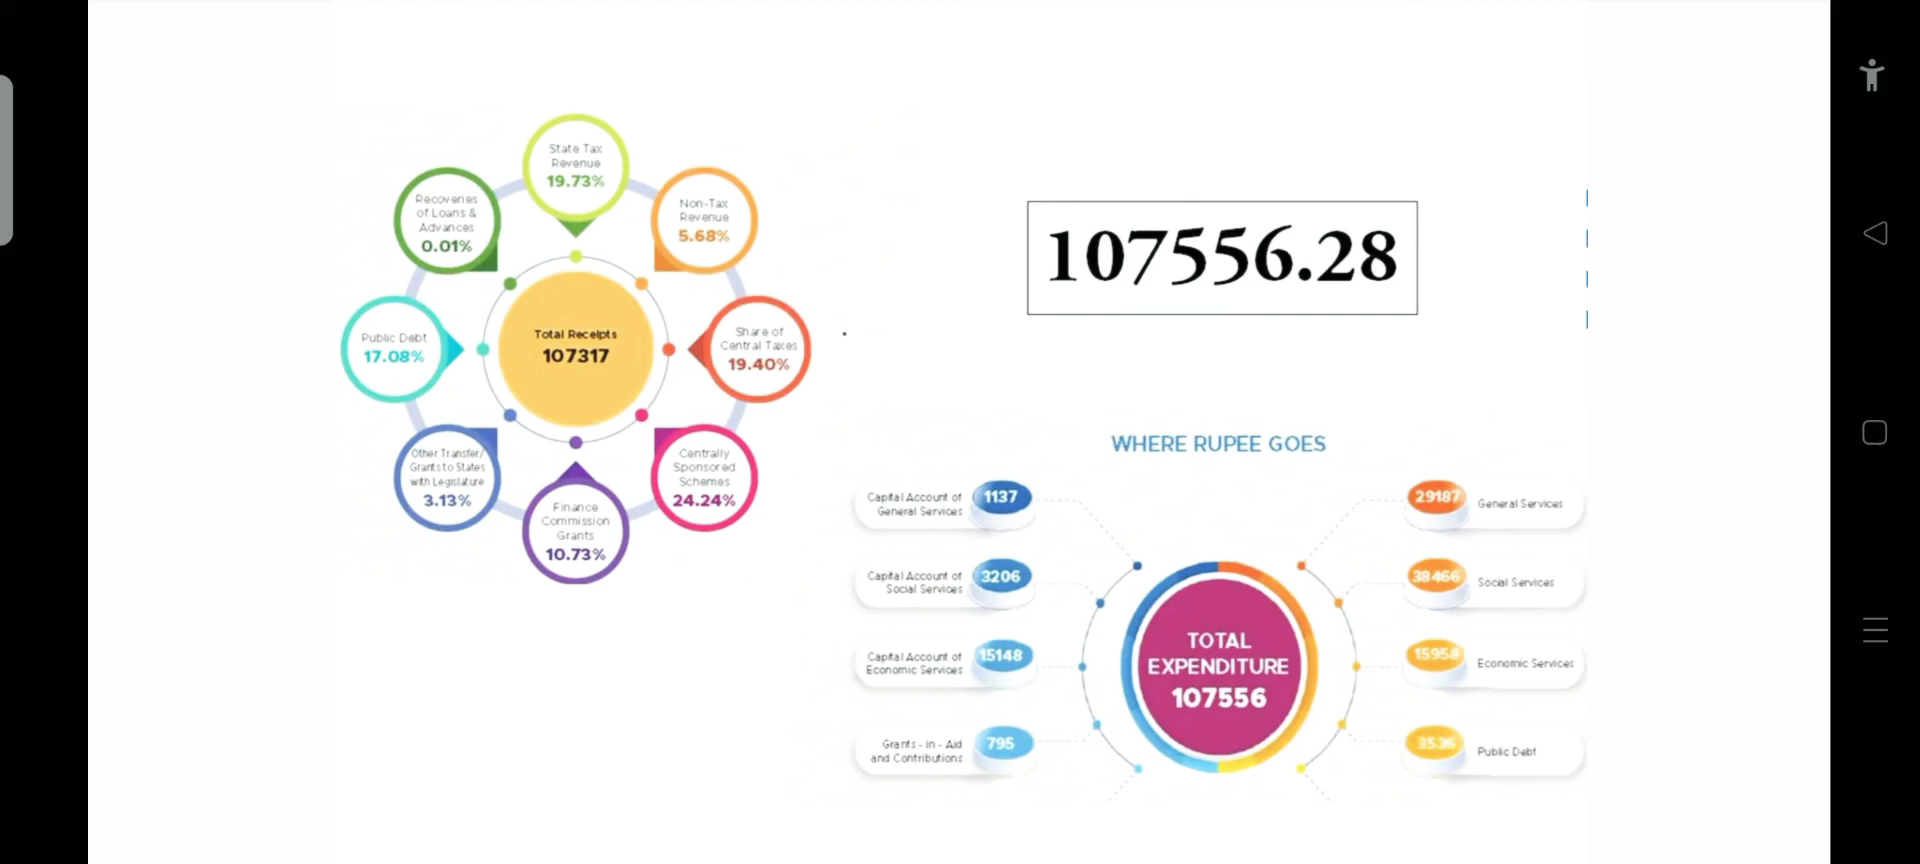 State Tax
Revenue
19.73%
Recoveries
of Loans &
Advances
0.01%
Non-Tax
Revenue
5.68%
Public Debt
17.08%
Total Receipts
107317
Share of
Central Taxes
19.40%
Other Transfer/
Grants to States
with Legislature
3.13%
Finance
Commission
Grants
10.73%
Centrally
Sponsored
Schemes
24.24%
107556.28
WHERE RUPEE GOES
Capital Account of
General Services
1137
Capital Account of
Social Services
3206
Capital Account of
Economic Services
15148
Grants - in - Aid
and Contributions
795
TOTAL
EXPENDITURE
107556
29187
General Services
38466
Social Services
15958
Economic Services
3536
Public Debt